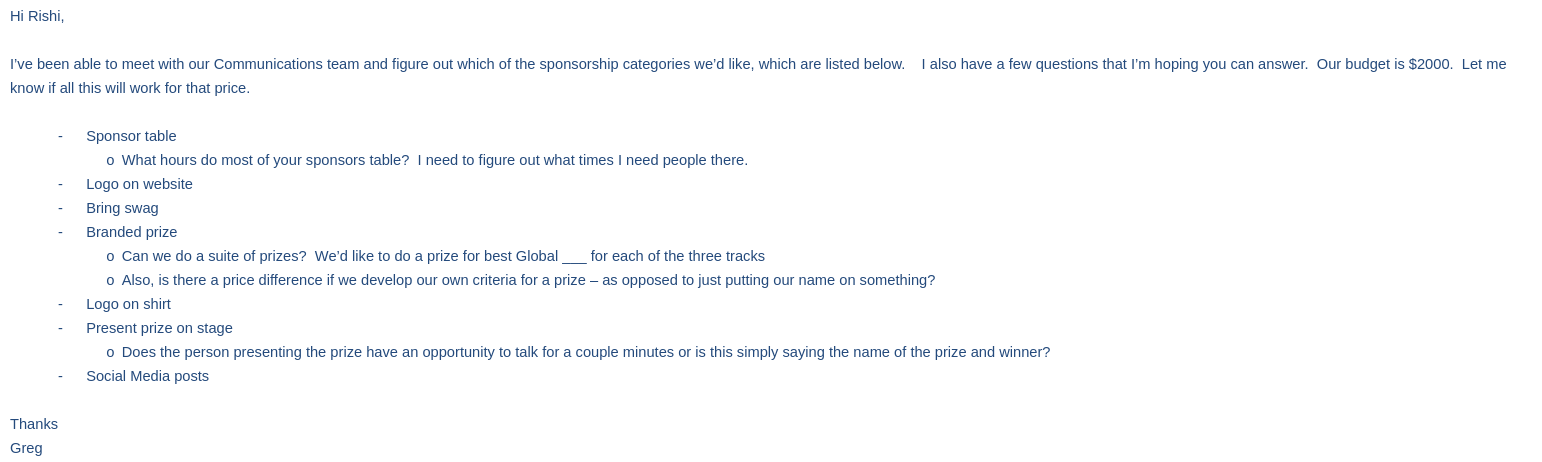 Hi Rishi,
I’ve been able to meet with our Communications team and figure out which of the sponsorship categories we’d like, which are listed below.    I also have a few questions that I’m hoping you can answer.  Our budget is $2000.  Let me
know if all this will work for that price.
-   Sponsor table
o  What hours do most of your sponsors table?  I need to figure out what times I need people there.
-   Logo on website
-   Bring swag
-   Branded prize
o  Can we do a suite of prizes?  We’d like to do a prize for best Global ___ for each of the three tracks
o  Also, is there a price difference if we develop our own criteria for a prize – as opposed to just putting our name on something?
-   Logo on shirt
-   Present prize on stage
o  Does the person presenting the prize have an opportunity to talk for a couple minutes or is this simply saying the name of the prize and winner?
-   Social Media posts
Thanks
Greg